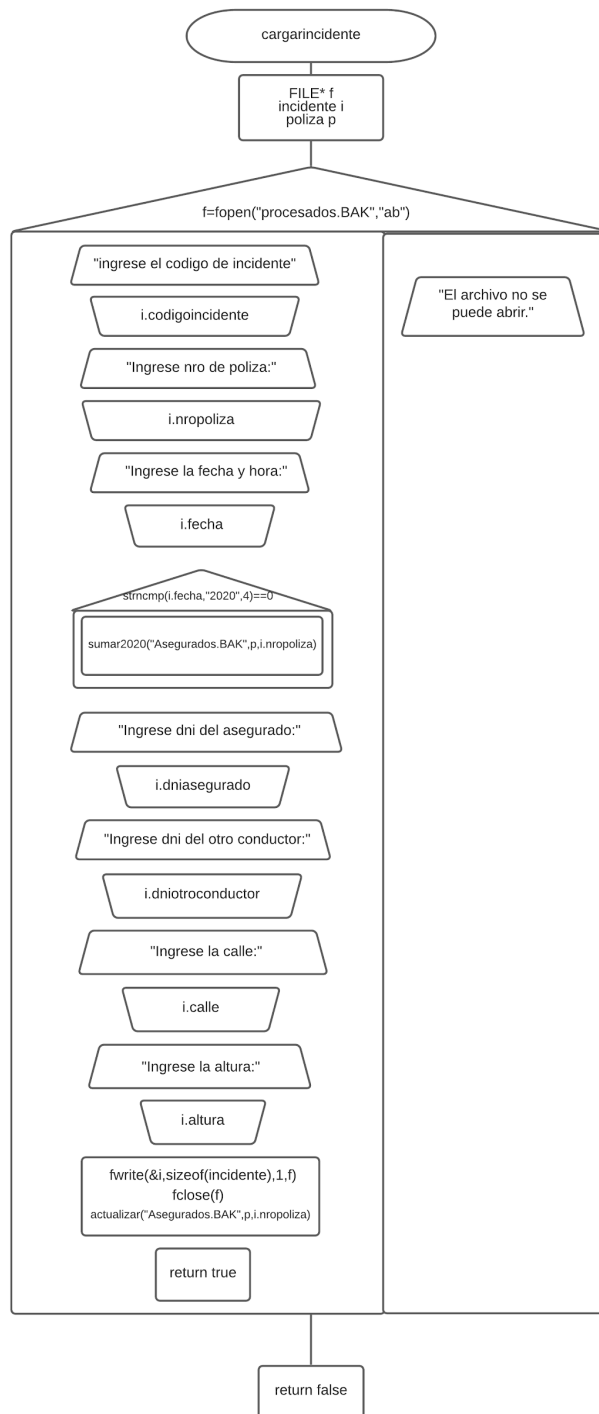 cargarincidente
FILE* f
incidente i
poliza p
f=fopen("procesados.BAK","ab")
"ingrese el codigo de incidente"
i.codigoincidente
"Ingrese nro de poliza:"
i.nropoliza
"Ingrese la fecha y hora:"
i.fecha
strncmp(i.fecha,"2020",4)==0
sumar2020("Asegurados.BAK",p,i.nropoliza)
"Ingrese dni del asegurado:"
i.dniasegurado
"Ingrese dni del otro conductor:"
i.dniotroconductor
"Ingrese la calle:"
i.calle
"Ingrese la altura:"
i.altura
fwrite(&i,sizeof(incidente),1,f)
fclose(f)
actualizar("Asegurados.BAK",p,i.nropoliza)
return true
"El archivo no se
puede abrir."
return false